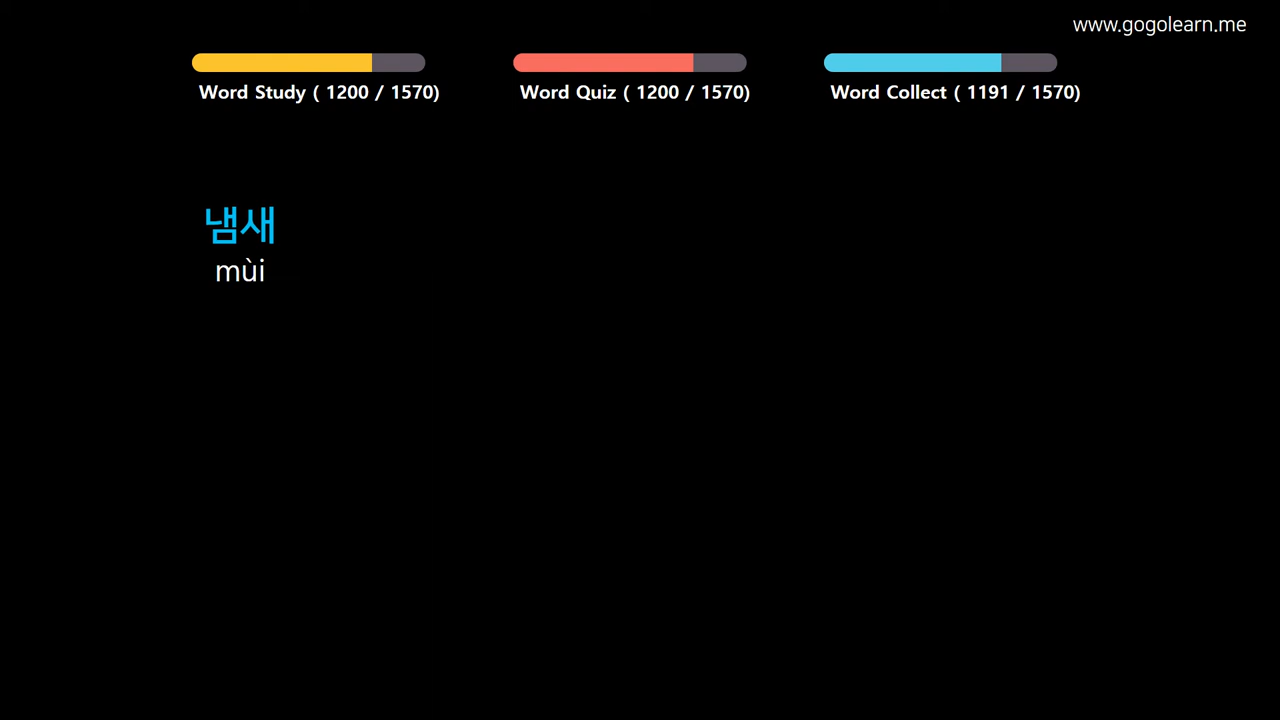 www.gogolearn.me
Word Study ( 1200 / 1570)
Word Quiz ( 1200 / 1570)
Word Collect ( 1191 / 1570)
냄새
mùi